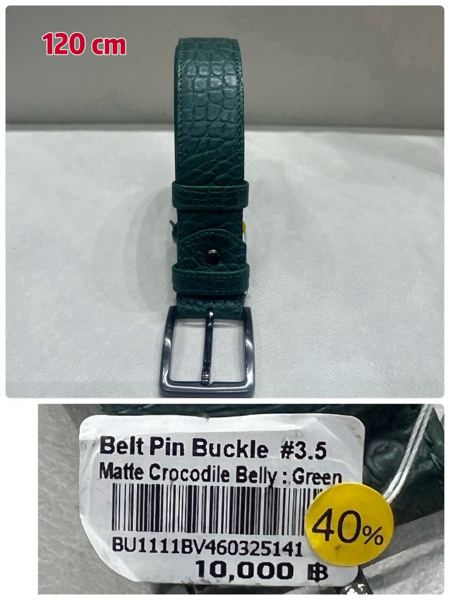 120 cm
Belt Pin Buckle #3.5
Matte Crocodile Belly : Green
BU1111BV460325141
40%
10,000 ฿